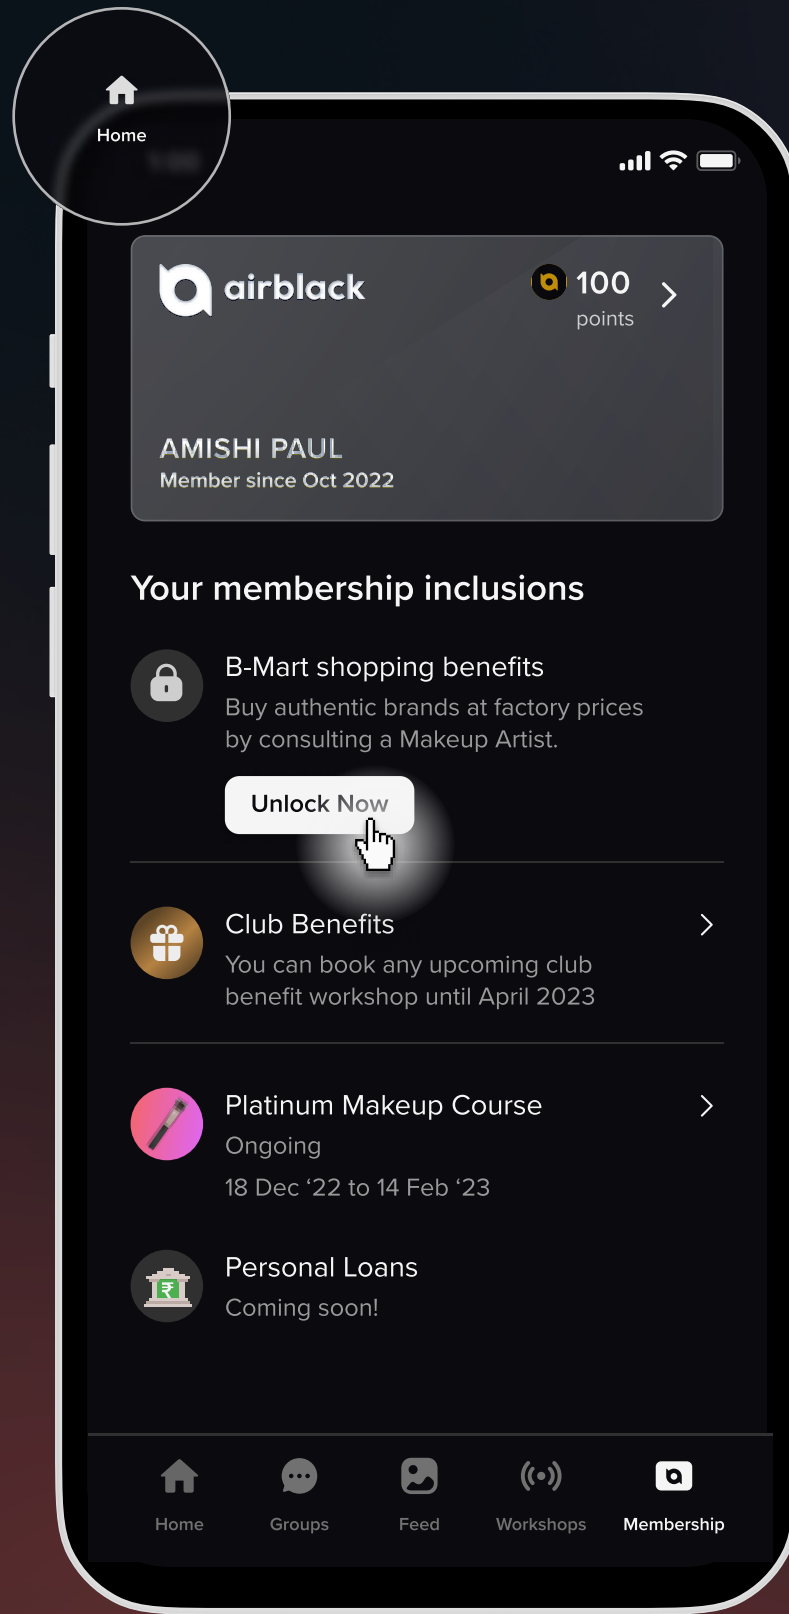 Home
airblack
100
points
AMISHI PAUL
Member since Oct 2022
Your membership inclusions
B-Mart shopping benefits
Buy authentic brands at factory prices
by consulting a Makeup Artist.
Unlock Now
Club Benefits
You can book any upcoming club
benefit workshop until April 2023
Platinum Makeup Course
Ongoing
18 Dec ‘22 to 14 Feb ‘23
Personal Loans
₹
Coming soon!
Home
Groups
Feed
Workshops
Membership